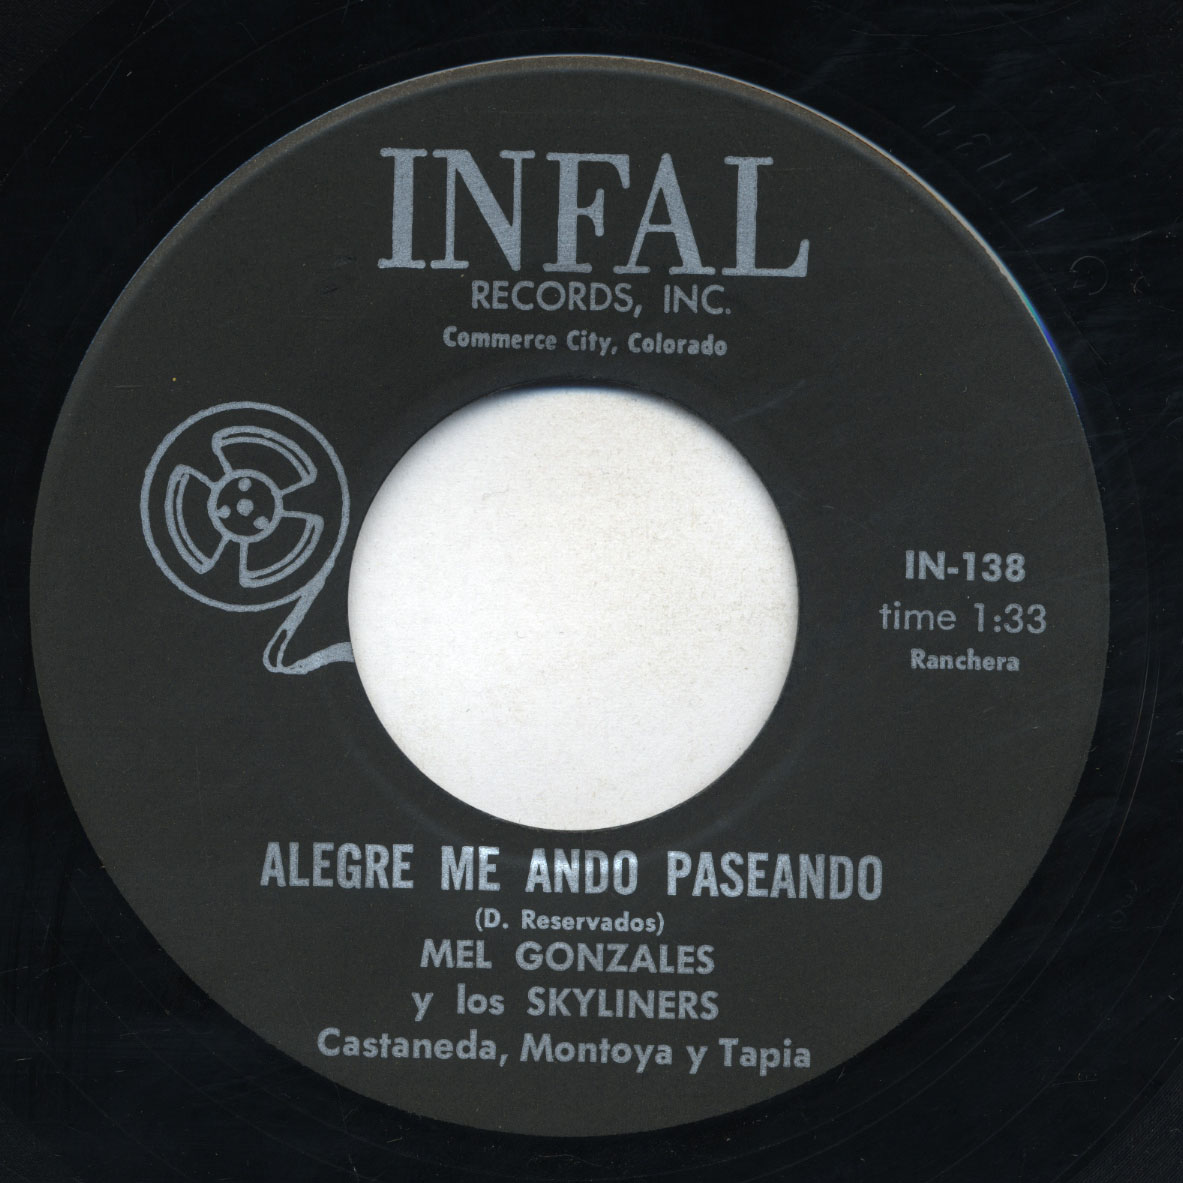 INFAL
RECORDS, INC.
Commerce City, Colorado
IN-138
time 1:33
Ranchera
ALEGRE ME ANDO PASEANDO
(D. Reservados)
MEL GONZALES
y los SKYLINERS
Castaneda, Montoya y Tapia